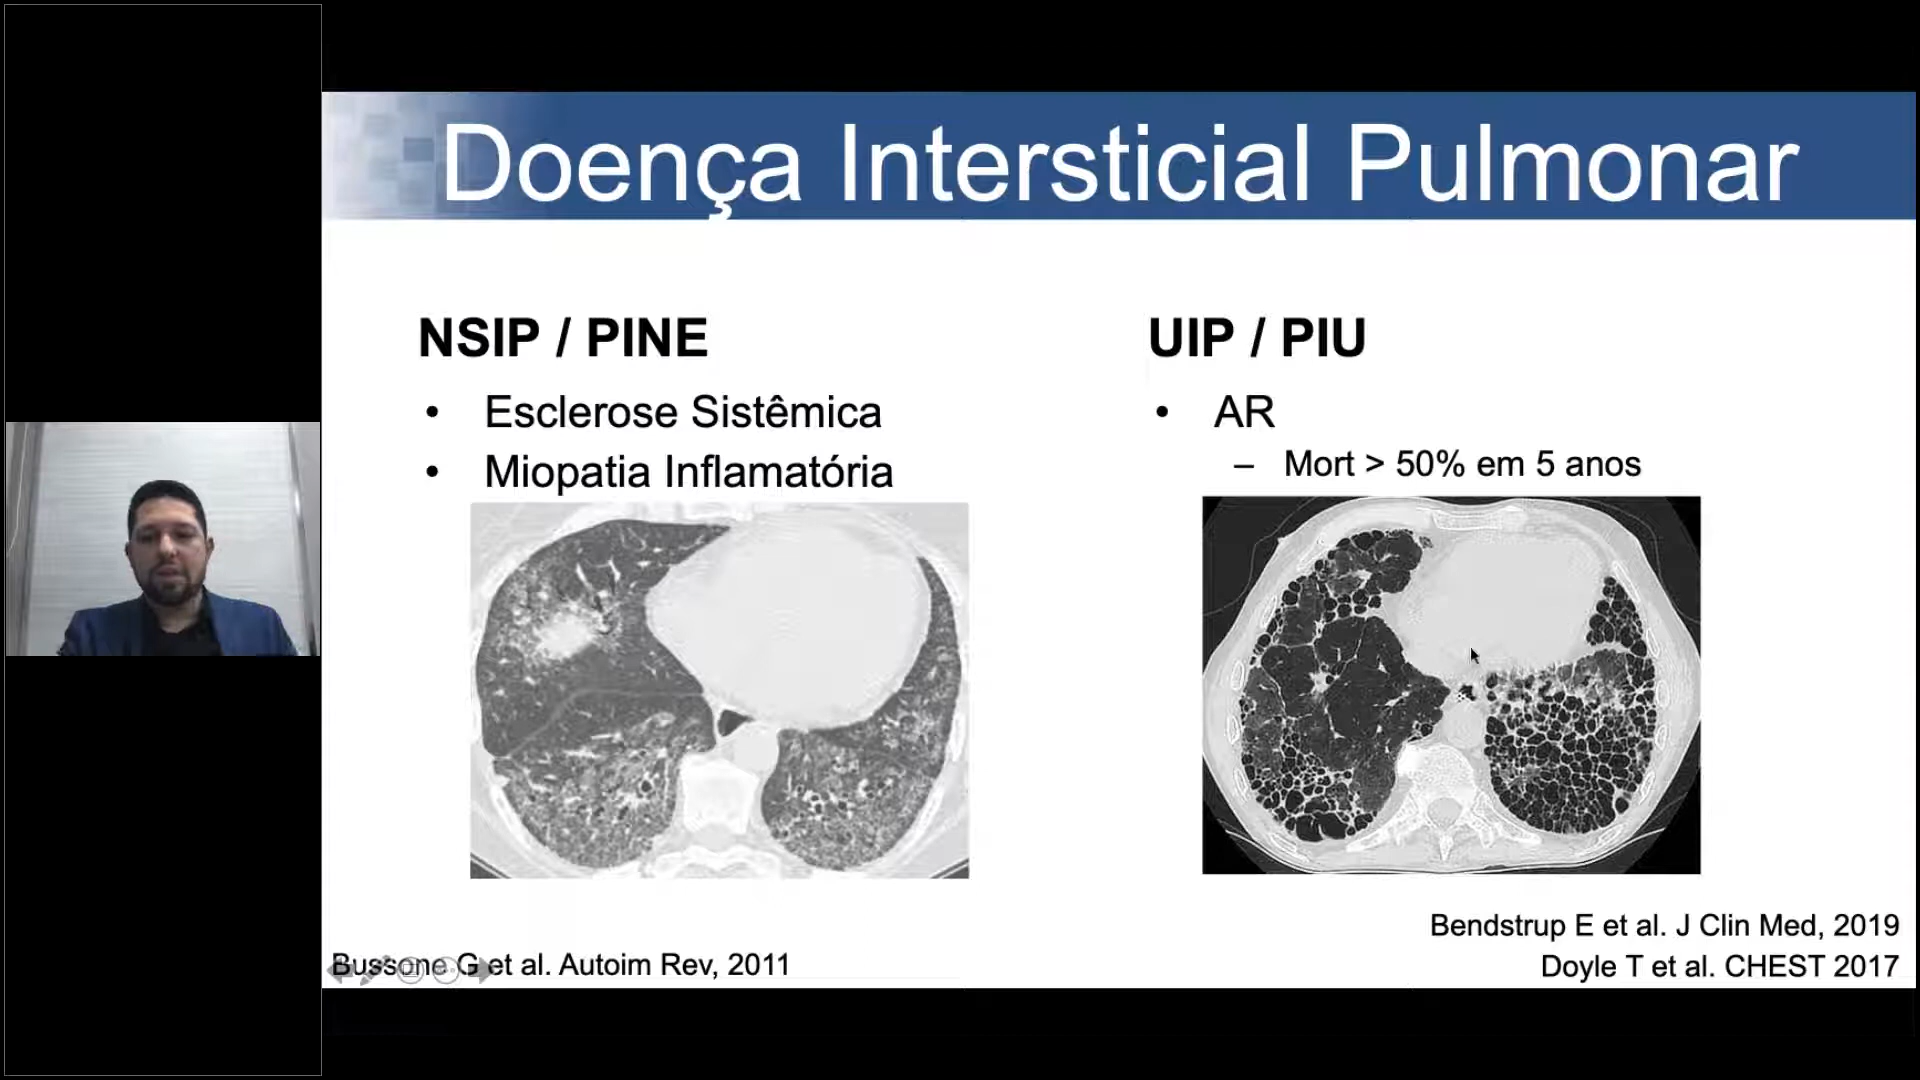 Doença Intersticial Pulmonar
NSIP / PINE
• Esclerose Sistêmica
• Miopatia Inflamatória
UIP / PIU
• AR
– Mort > 50% em 5 anos
Bussone G et al. Autoim Rev, 2011
Bendstrup E et al. J Clin Med, 2019
Doyle T et al. CHEST 2017